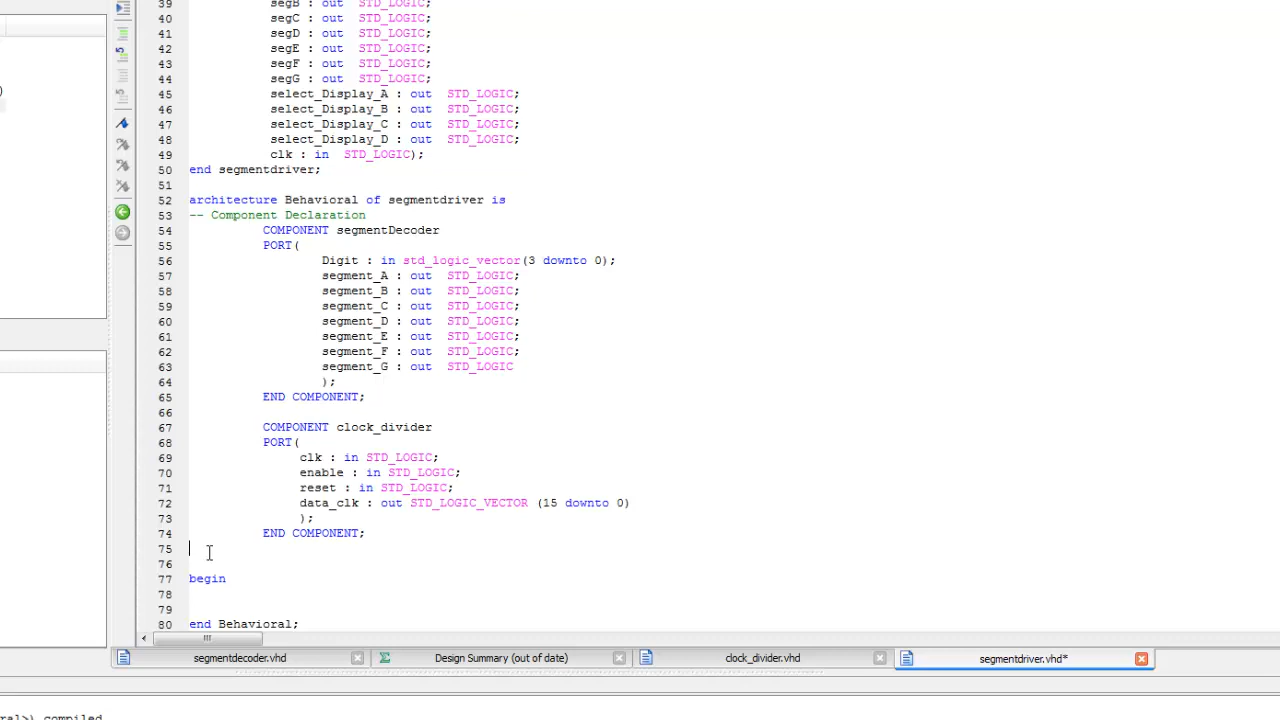 39 segB : out STD_LOGIC;
40 segC : out STD_LOGIC;
41 segD : out STD_LOGIC;
42 segE : out STD_LOGIC;
43 segF : out STD_LOGIC;
44 segG : out STD_LOGIC;
45 select_Display_A : out STD_LOGIC;
46 select_Display_B : out STD_LOGIC;
47 select_Display_C : out STD_LOGIC;
48 select_Display_D : out STD_LOGIC;
49 clk : in STD_LOGIC);
50 end segmentdriver;
51
52 architecture Behavioral of segmentdriver is
53 -- Component Declaration
54 COMPONENT segmentDecoder
55 PORT(
56 Digit : in std_logic_vector(3 downto 0);
57 segment_A : out STD_LOGIC;
58 segment_B : out STD_LOGIC;
59 segment_C : out STD_LOGIC;
60 segment_D : out STD_LOGIC;
61 segment_E : out STD_LOGIC;
62 segment_F : out STD_LOGIC;
63 segment_G : out STD_LOGIC
64 );
65 END COMPONENT;
66
67 COMPONENT clock_divider
68 PORT(
69 clk : in STD_LOGIC;
70 enable : in STD_LOGIC;
71 reset : in STD_LOGIC;
72 data_clk : out STD_LOGIC_VECTOR (15 downto 0)
73 );
74 END COMPONENT;
75
76
77 begin
78
79
80 end Behavioral;
segmentdecoder.vhd Design Summary (out of date) clock_divider.vhd segmentdriver.vhd*
ral>) compiled